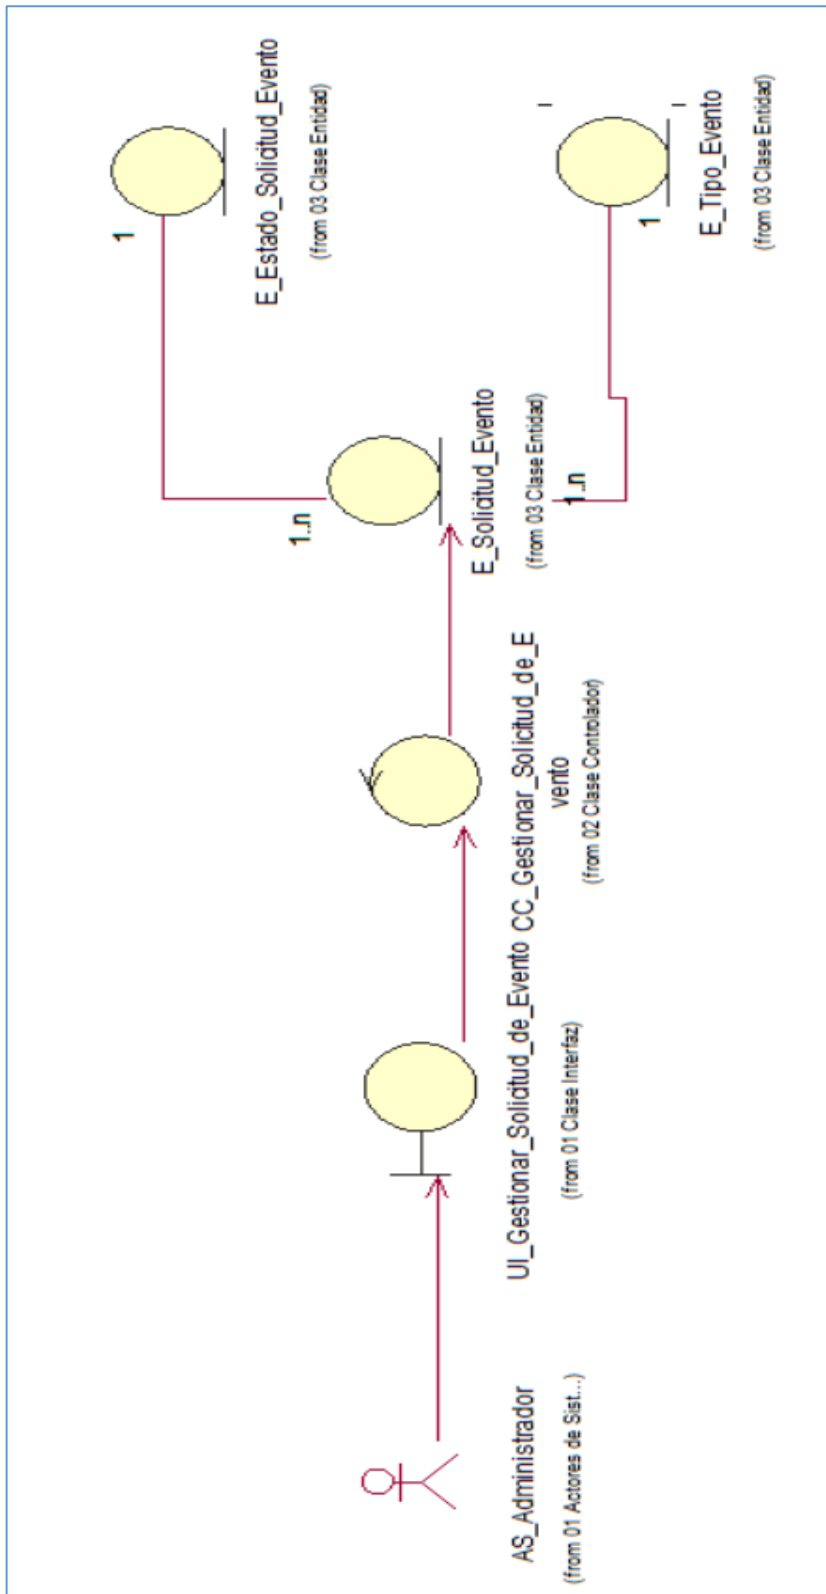 AS_Administrador
(from 01 Actores de Sist...)
UI_Gestionar_Solicitud_de_Evento
(from 01 Clase Interfaz)
CC_Gestionar_Solicitud_de_E
vento
(from 02 Clase Controlador)
E_Solicitud_Evento
(from 03 Clase Entidad)
1..n
1..n
1
E_Estado_Solicitud_Evento
(from 03 Clase Entidad)
1
E_Tipo_Evento
(from 03 Clase Entidad)